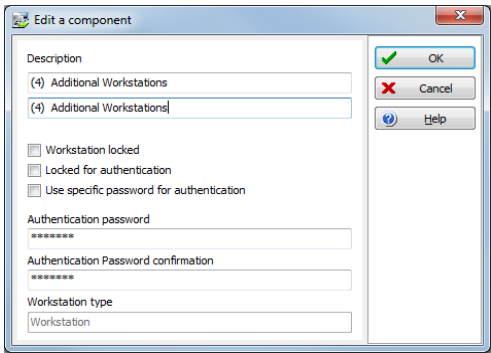 Edit a component
Description
(4) Additional Workstations
(4) Additional Workstations
Workstation locked
Locked for authentication
Use specific password for authentication
Authentication password
*******
Authentication Password confirmation
*******
Workstation type
Workstation
OK
Cancel
Help